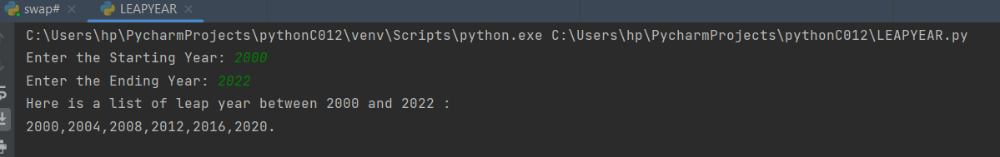 swap# × LEAPYEAR ×
C:\Users\hp\PycharmProjects\pythonC012\venv\Scripts\python.exe C:\Users\hp\PycharmProjects\pythonC012\LEAPYEAR.py
Enter the Starting Year: 2000
Enter the Ending Year: 2022
Here is a list of leap year between 2000 and 2022 :
2000,2004,2008,2012,2016,2020.